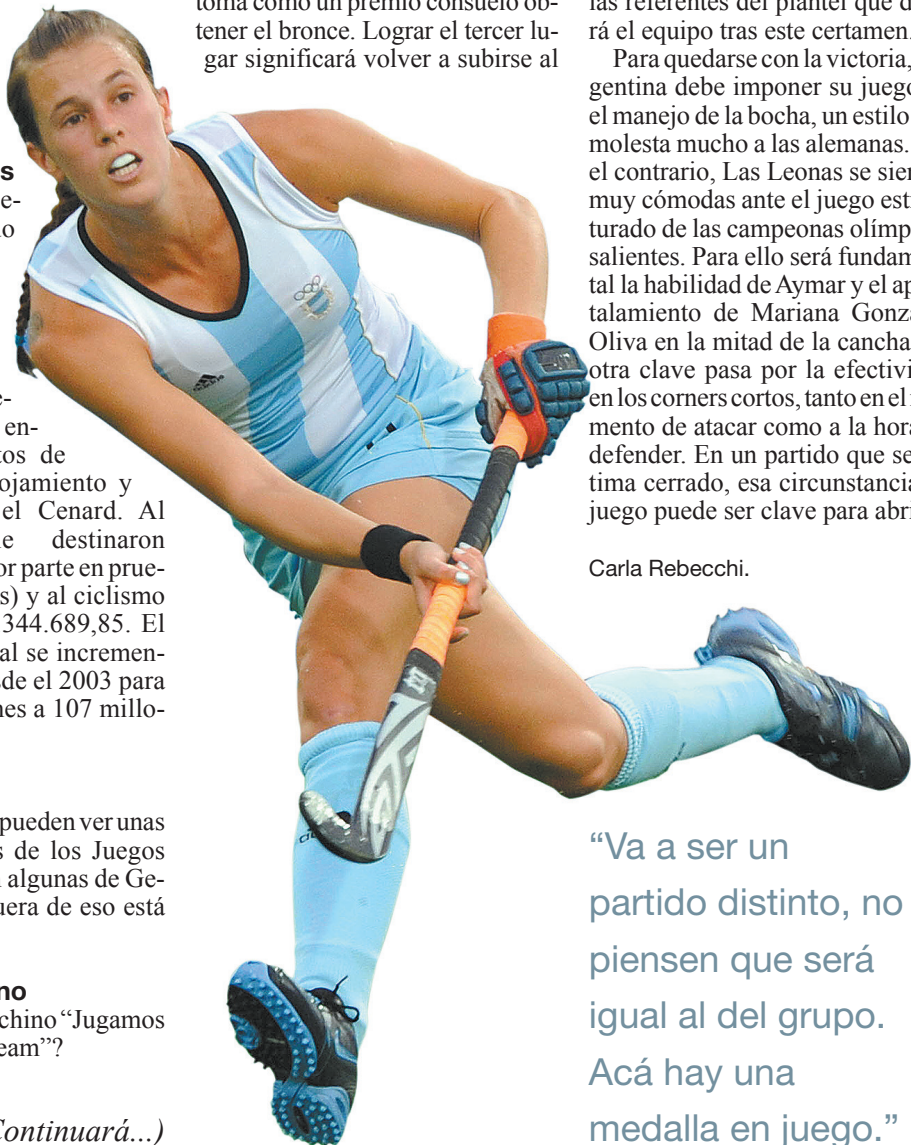 s
e-
o
e-
en-
tos de
ojamiento y
el Cenard. Al
e destinaron
or parte en prue-
s) y al ciclismo
344.689,85. El
al se incremen-
sde el 2003 para
nes a 107 millo-
pueden ver unas
s de los Juegos
n algunas de Ge-
uera de eso está
no
chino “Jugamos
eam”?
Continuará...)
toma como un premio consuelo ob-
tener el bronce. Lograr el tercer lu-
gar significará volver a subirse al
las referentes del plantel que d
rá el equipo tras este certamen.
Para quedarse con la victoria,
gentina debe imponer su juego
el manejo de la bocha, un estilo
molesta mucho a las alemanas.
el contrario, Las Leonas se sien
muy cómodas ante el juego estr
turado de las campeonas olímp
salientes. Para ello será fundam
tal la habilidad de Aymar y el ap
talamiento de Mariana Gonzá
Oliva en la mitad de la cancha
otra clave pasa por la efectivi
en los corners cortos, tanto en el
mento de atacar como a la hora
defender. En un partido que se
tima cerrado, esa circunstancia
juego puede ser clave para abri
Carla Rebecchi.
“Va a ser un
partido distinto, no
piensen que será
igual al del grupo.
Acá hay una
medalla en juego.”
adidas